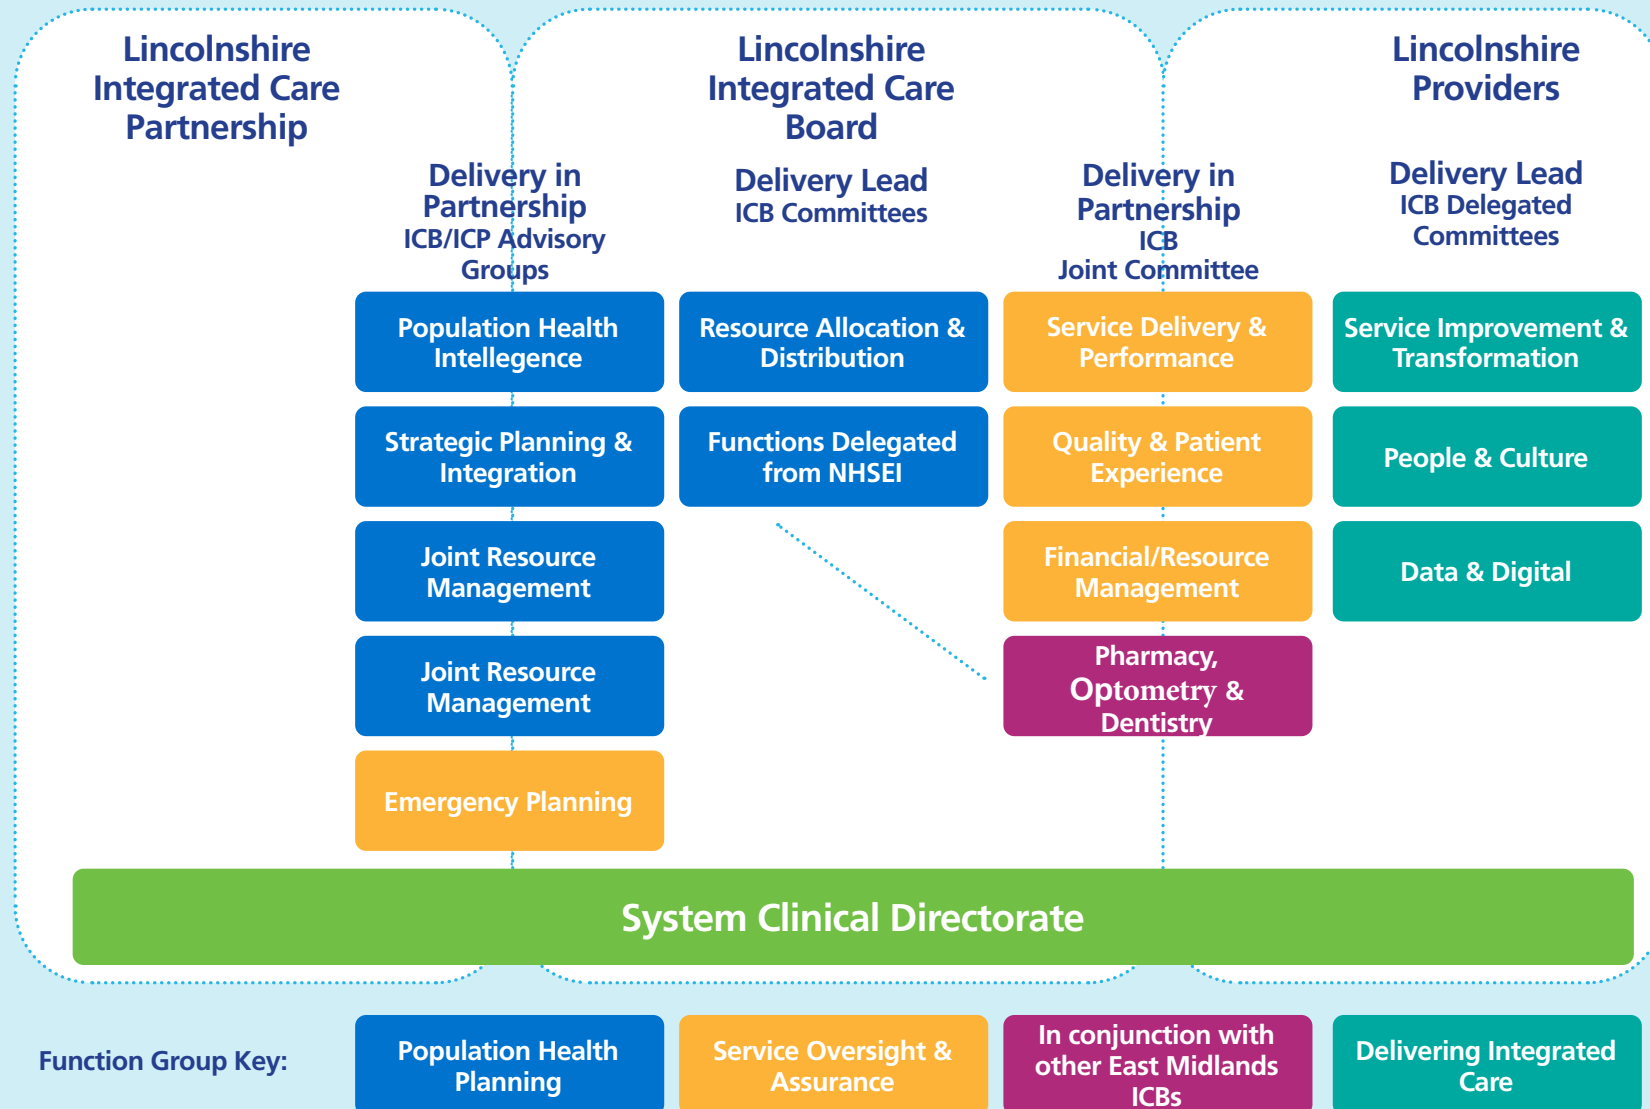 Lincolnshire
Integrated Care
Partnership
Lincolnshire
Integrated Care
Board
Lincolnshire
Providers
Delivery in
Partnership
ICB/ICP Advisory
Groups
Delivery Lead
ICB Committees
Delivery in
Partnership
ICB
Joint Committee
Delivery Lead
ICB Delegated
Committees
Population Health
Intellegence
Strategic Planning &
Integration
Joint Resource
Management
Joint Resource
Management
Emergency Planning
Resource Allocation &
Distribution
Functions Delegated
from NHSEI
Service Delivery &
Performance
Quality & Patient
Experience
Financial/Resource
Management
Pharmacy,
Optometry &
Dentistry
Service Improvement &
Transformation
People & Culture
Data & Digital
System Clinical Directorate
Function Group Key:
Population Health
Planning
Service Oversight &
Assurance
In conjunction with
other East Midlands
ICBs
Delivering Integrated
Care